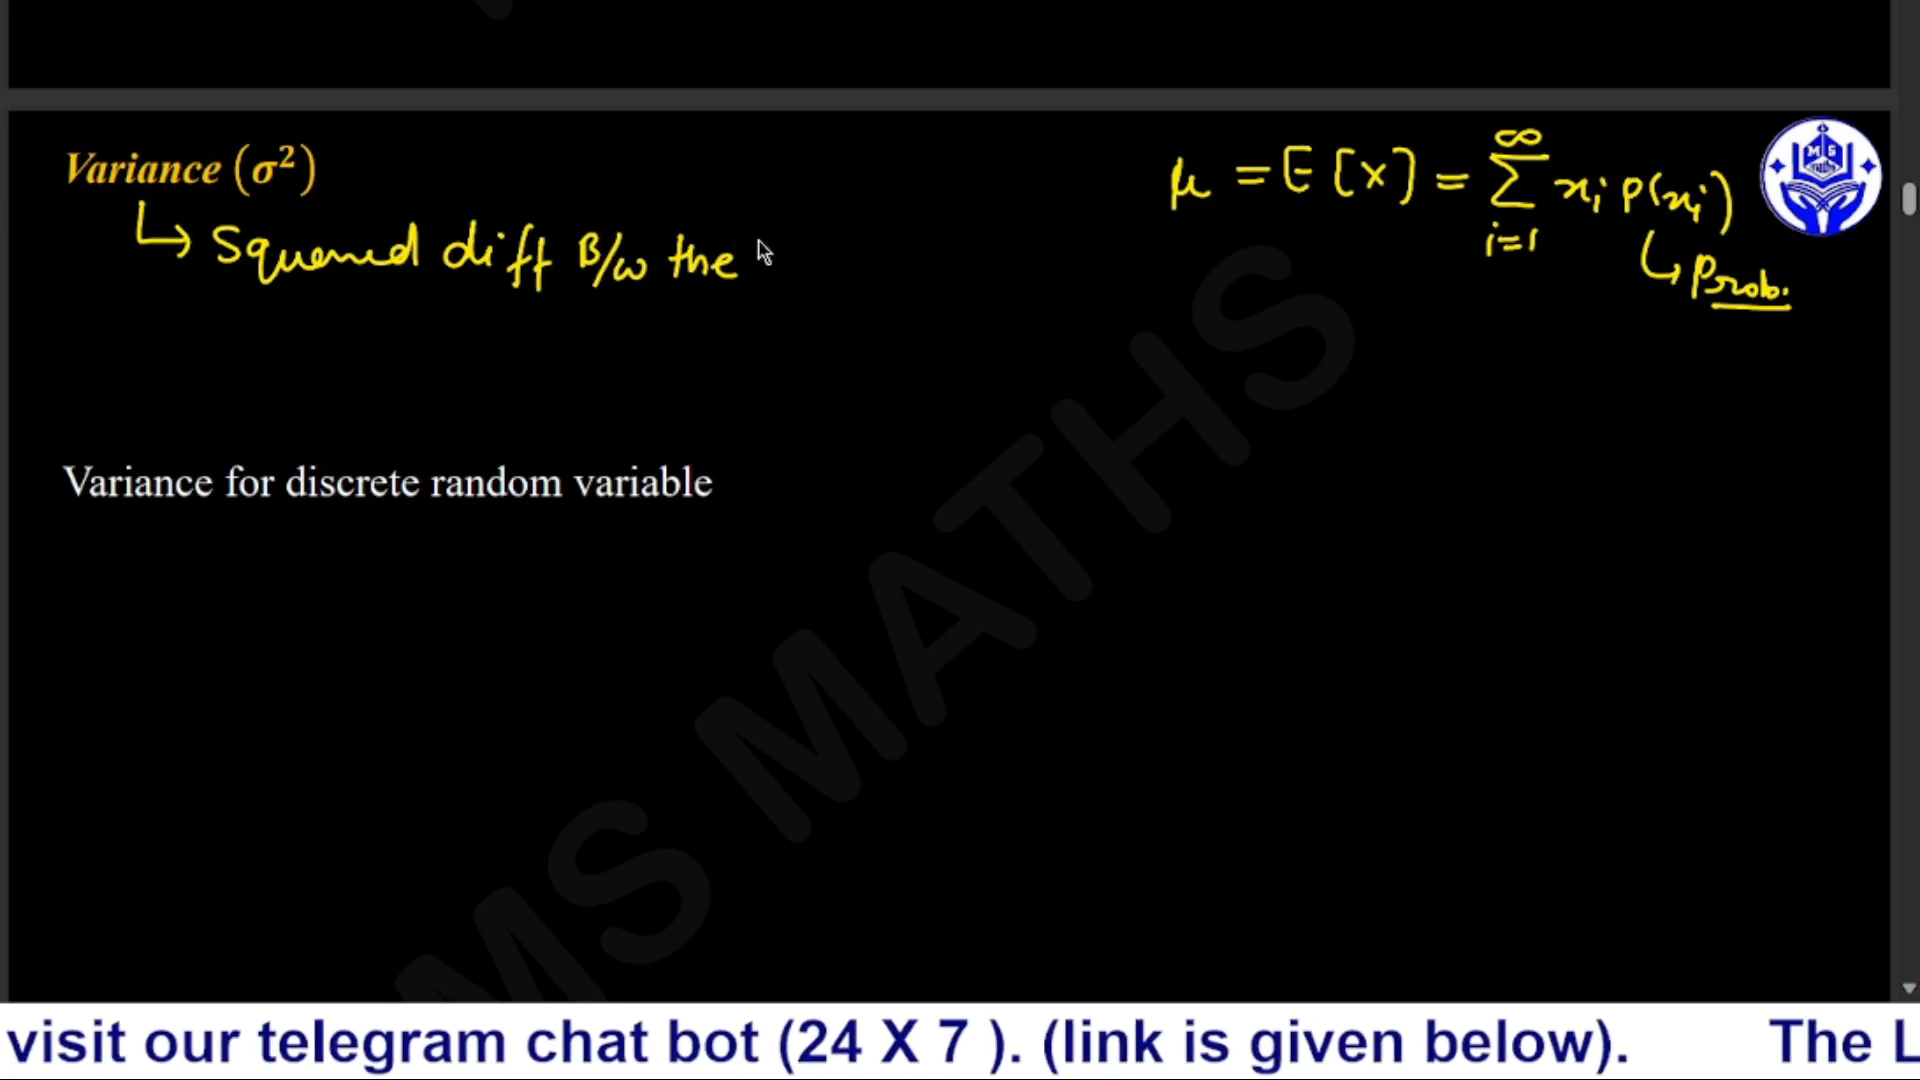 Variance (σ²)
μ = E [x] = ∞ Σ i=1 xᵢ P(xᵢ)
↳ Squared diff B/w the
↳ Prob.
Variance for discrete random variable
MS MATHS
visit our telegram chat bot (24 X 7 ). (link is given below). The L